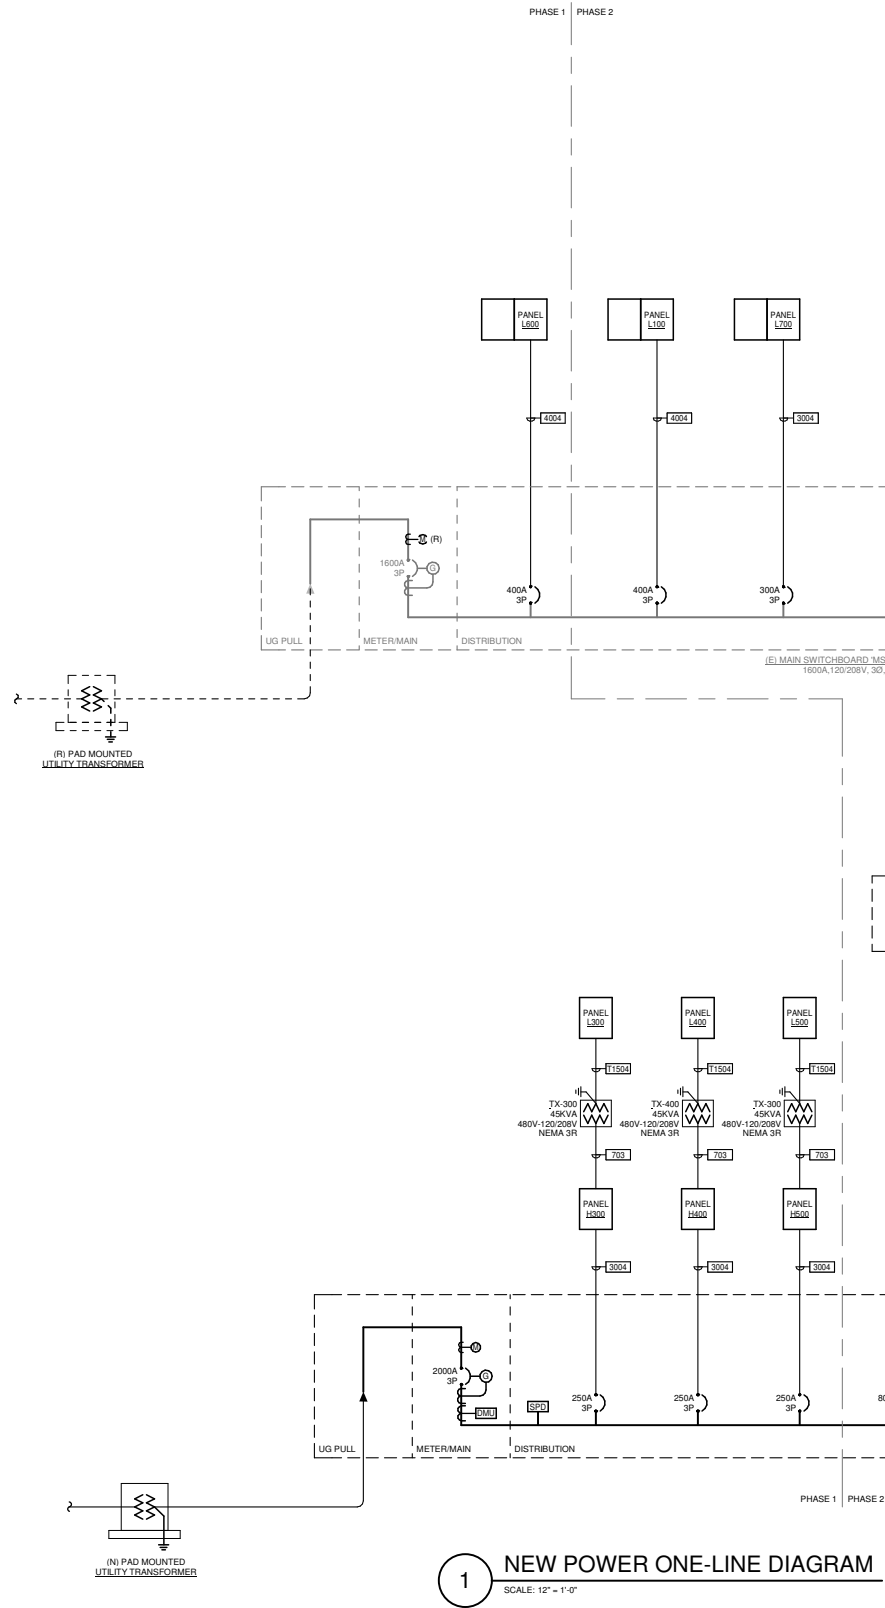 PHASE 1 PHASE 2
PANEL
L600
PANEL
L100
PANEL
L700
4004
4004
3004
M (R)
1600A
3P
G
400A
3P
400A
3P
300A
3P
UG PULL
METER/MAIN
DISTRIBUTION
(E) MAIN SWITCHBOARD 'MS
1600A,120/208V, 3Ø,
(R) PAD MOUNTED
UTILITY TRANSFORMER
PANEL
L300
PANEL
L400
PANEL
L500
T1504
T1504
T1504
TX-300
45KVA
480V-120/208V
NEMA 3R
TX-400
45KVA
480V-120/208V
NEMA 3R
TX-300
45KVA
480V-120/208V
NEMA 3R
703
703
703
PANEL
H300
PANEL
H400
PANEL
H500
3004
3004
3004
M
2000A
3P
G
DMU
SPD
250A
3P
250A
3P
250A
3P
80
UG PULL
METER/MAIN
DISTRIBUTION
PHASE 1 PHASE 2
(N) PAD MOUNTED
UTILITY TRANSFORMER
1
NEW POWER ONE-LINE DIAGRAM
SCALE: 12" = 1'-0"